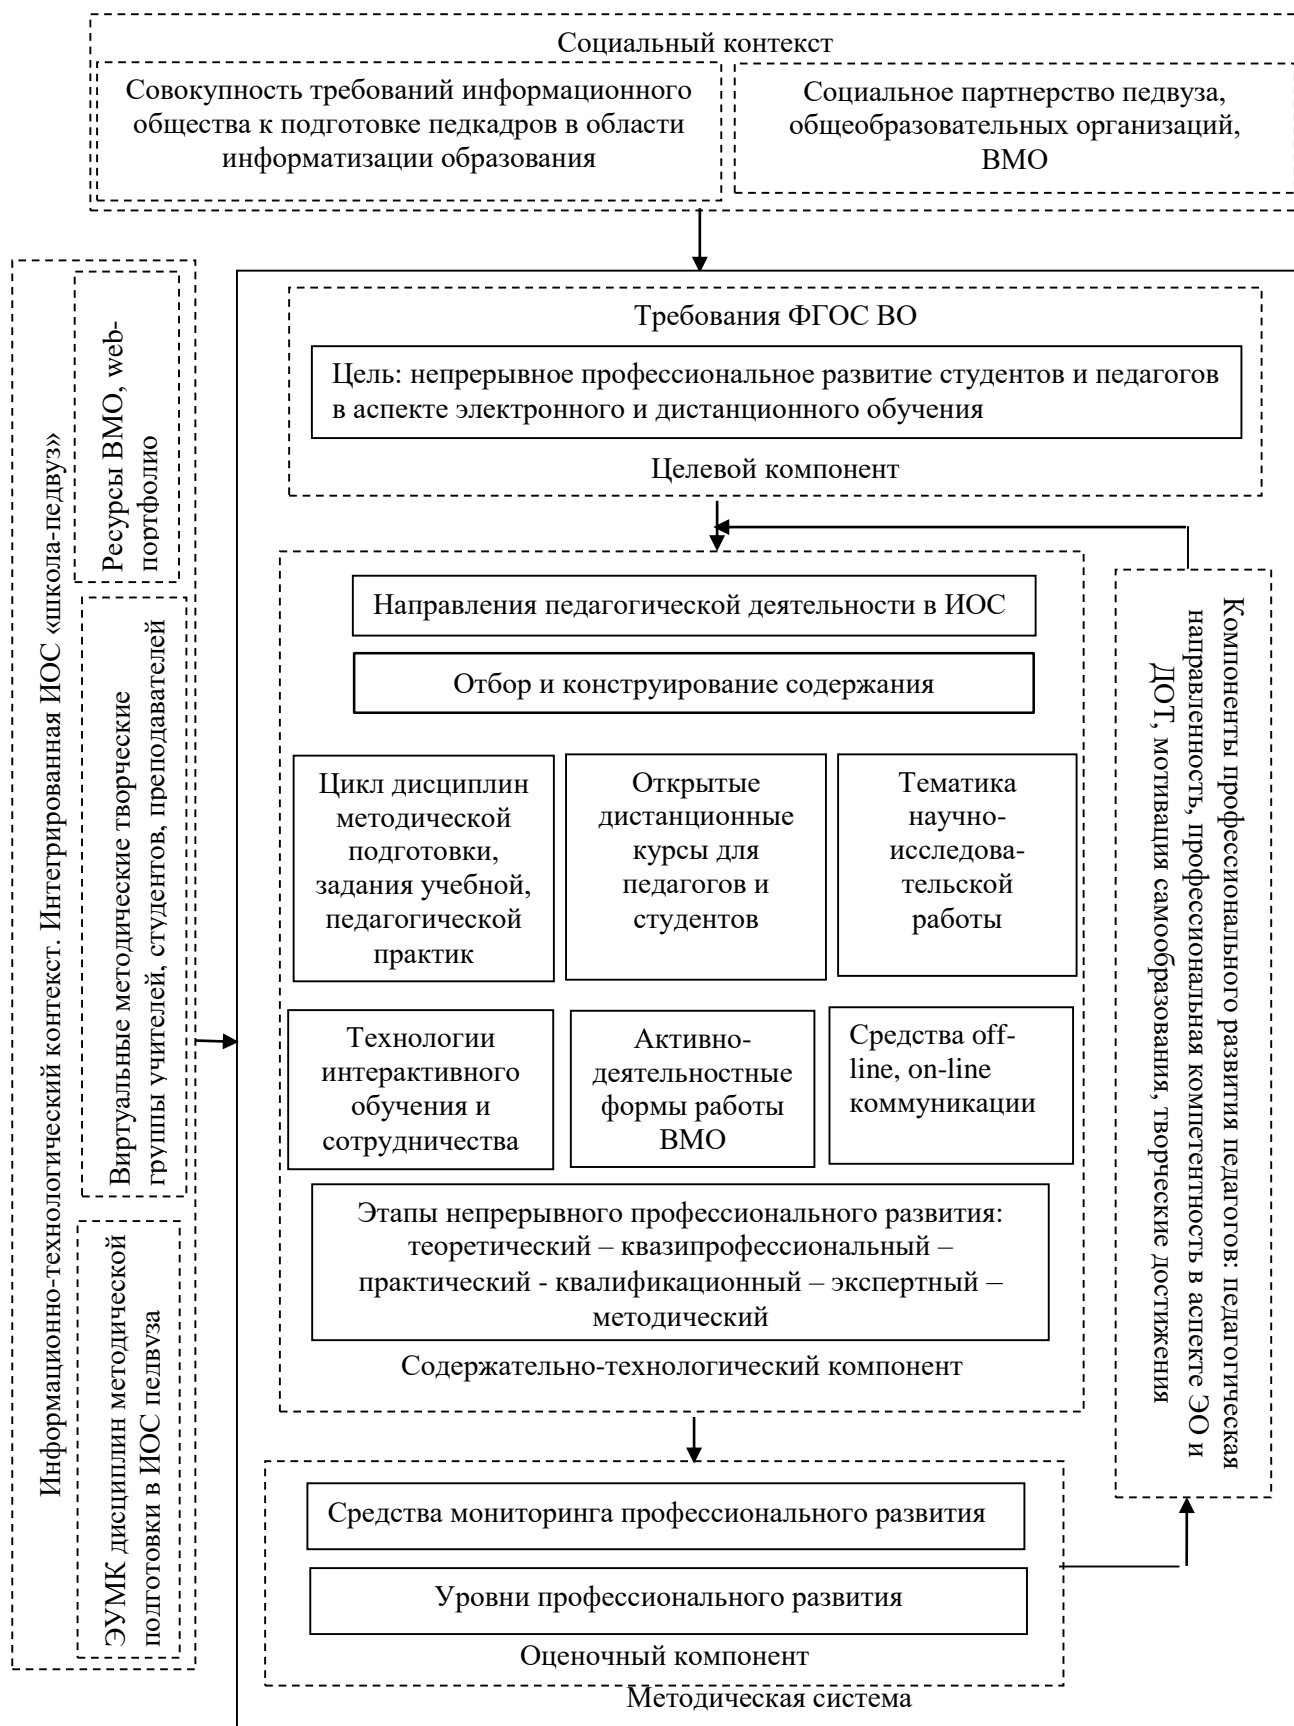 Социальный контекст
Совокупность требований информационного
общества к подготовке педкадров в области
информатизации образования
Социальное партнерство педвуза,
общеобразовательных организаций,
ВМО
Информационно-технологический контекст. Интегрированная ИОС «школа-педвуз»
Ресурсы ВМО, web-
портфолио
Виртуальные методические творческие
группы учителей, студентов, преподавателей
ЭУМК дисциплин методической
подготовки в ИОС педвуза
Требования ФГОС ВО
Цель: непрерывное профессиональное развитие студентов и педагогов
в аспекте электронного и дистанционного обучения
Целевой компонент
Направления педагогической деятельности в ИОС
Отбор и конструирование содержания
Цикл дисциплин
методической
подготовки,
задания учебной,
педагогической
практик
Открытые
дистанционные
курсы для
педагогов и
студентов
Тематика
научно-
исследова-
тельской
работы
Технологии
интерактивного
обучения и
сотрудничества
Активно-
деятельностные
формы работы
ВМО
Средства off-
line, on-line
коммуникации
Этапы непрерывного профессионального развития:
теоретический – квазипрофессиональный –
практический - квалификационный – экспертный –
методический
Содержательно-технологический компонент
Компоненты профессионального развития педагогов: педагогическая
направленность, профессиональная компетентность в аспекте ЭО и
ДОТ, мотивация самообразования, творческие достижения
Средства мониторинга профессионального развития
Уровни профессионального развития
Оценочный компонент
Методическая система